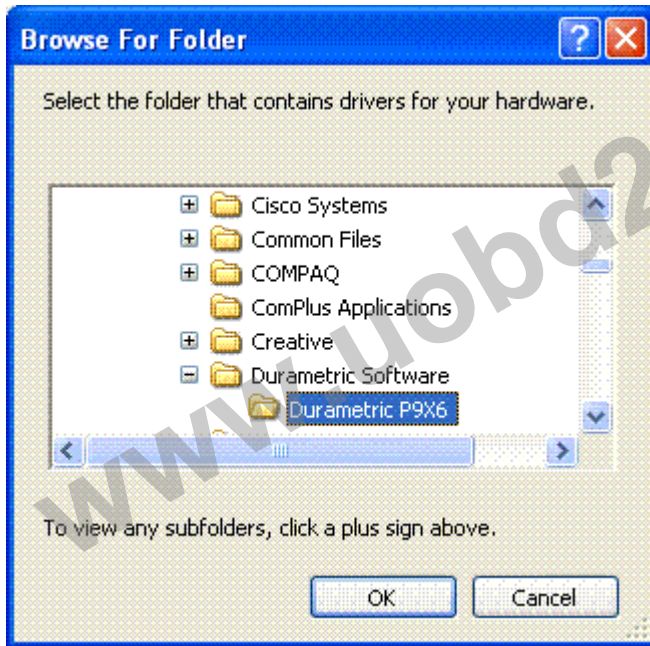 Browse For Folder
Select the folder that contains drivers for your hardware.
Cisco Systems
Common Files
COMPAQ
ComPlus Applications
Creative
Durametric Software
Durametric P9X6
To view any subfolders, click a plus sign above.
OK
Cancel
www.uobd2